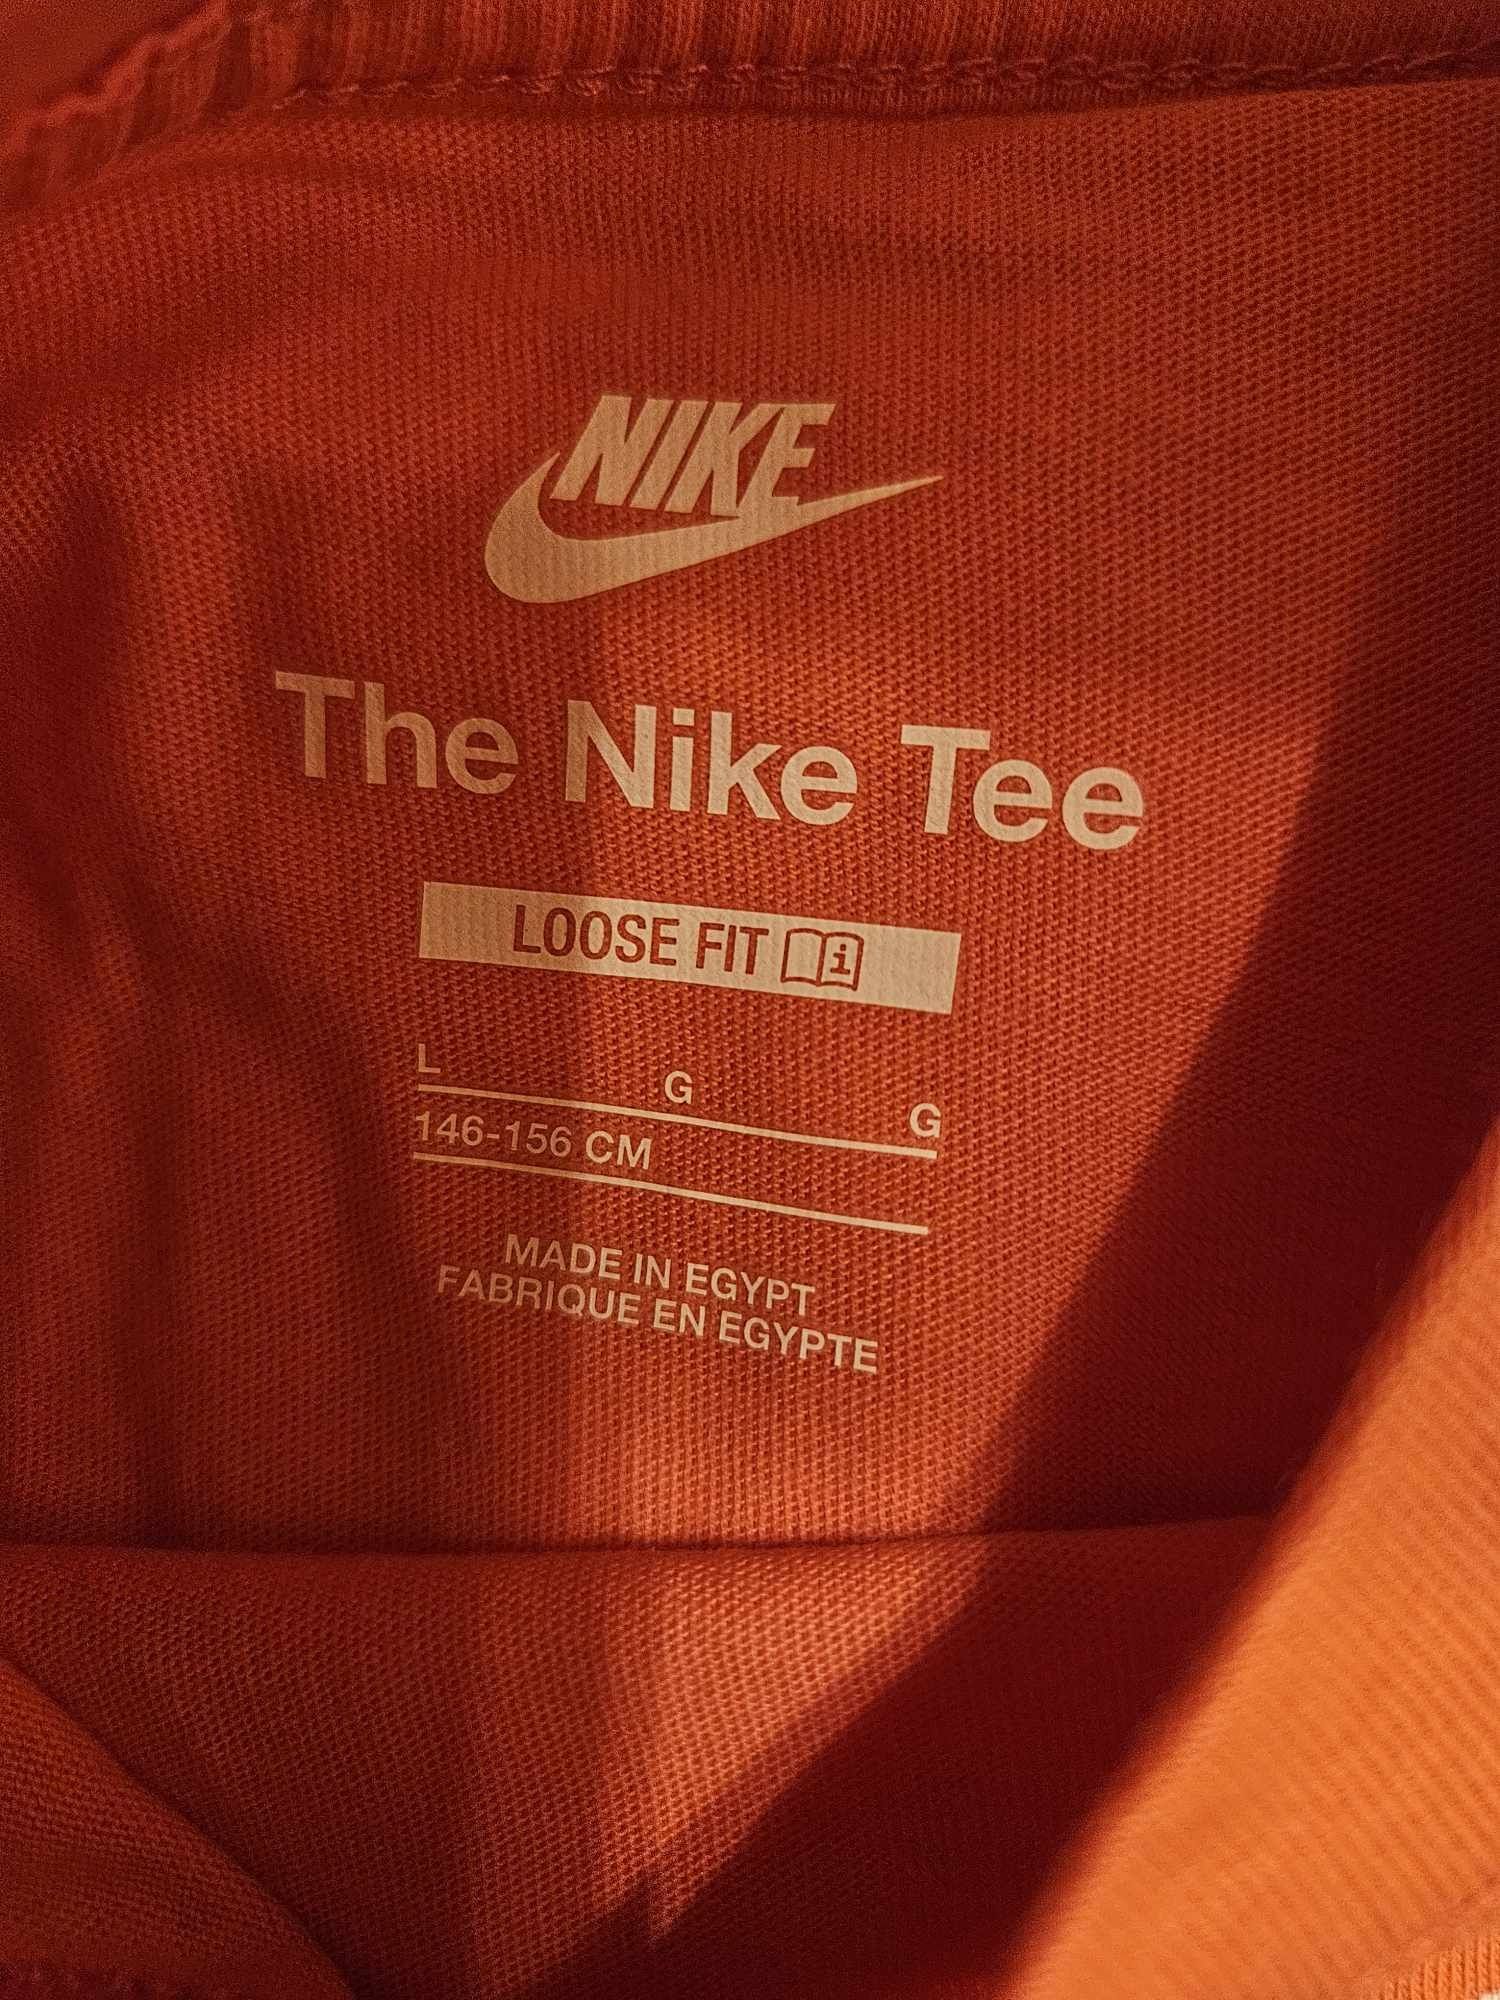 NIKE
The Nike Tee
LOOSE FIT i
L G G
146-156 CM
MADE IN EGYPT
FABRIQUE EN EGYPTE